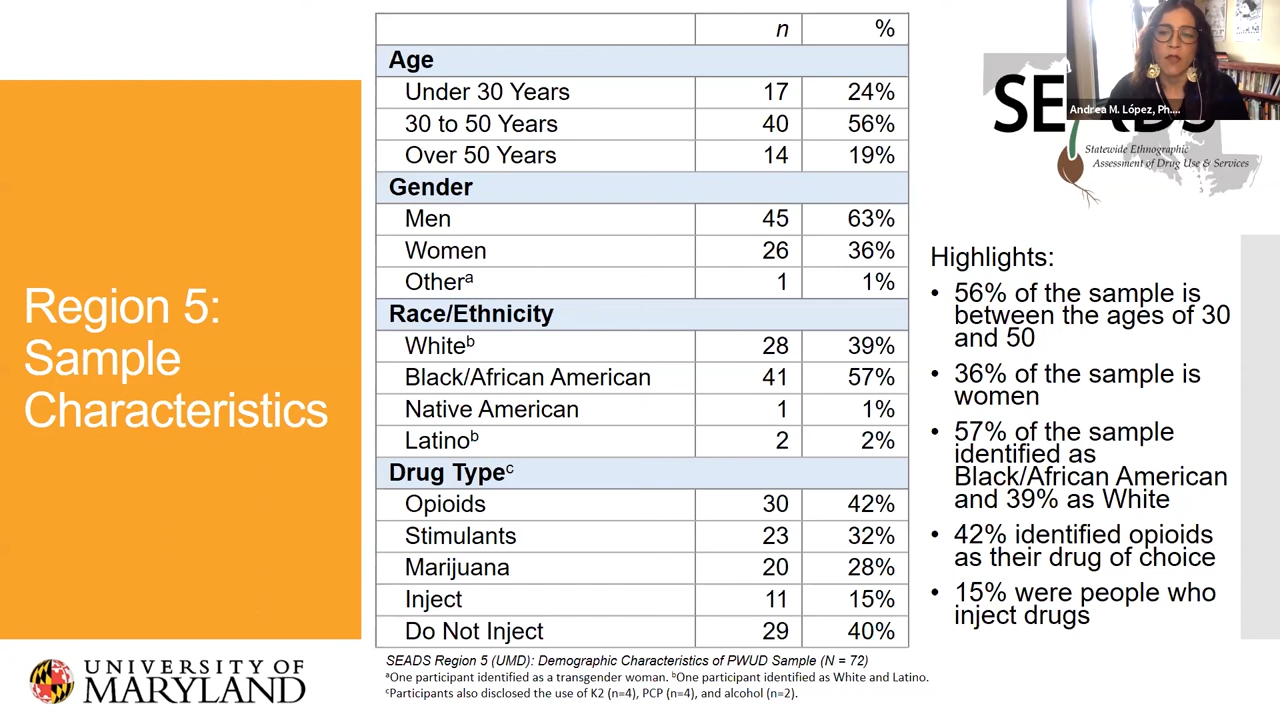 Region 5:
Sample
Characteristics
UNIVERSITY OF
MARYLAND
n %
Age
Under 30 Years 17 24%
30 to 50 Years 40 56%
Over 50 Years 14 19%
Gender
Men 45 63%
Women 26 36%
Otherᵃ 1 1%
Race/Ethnicity
Whiteᵇ 28 39%
Black/African American 41 57%
Native American 1 1%
Latinoᵇ 2 2%
Drug Typeᶜ
Opioids 30 42%
Stimulants 23 32%
Marijuana 20 28%
Inject 11 15%
Do Not Inject 29 40%
SEADS Region 5 (UMD): Demographic Characteristics of PWUD Sample (N = 72)
ᵃOne participant identified as a transgender woman. ᵇOne participant identified as White and Latino.
ᶜParticipants also disclosed the use of K2 (n=4), PCP (n=4), and alcohol (n=2).
Andrea M. López, Ph....
SEADS
Statewide Ethnographic
Assessment of Drug Use & Services
Highlights:
• 56% of the sample is
between the ages of 30
and 50
• 36% of the sample is
women
• 57% of the sample
identified as
Black/African American
and 39% as White
• 42% identified opioids
as their drug of choice
• 15% were people who
inject drugs